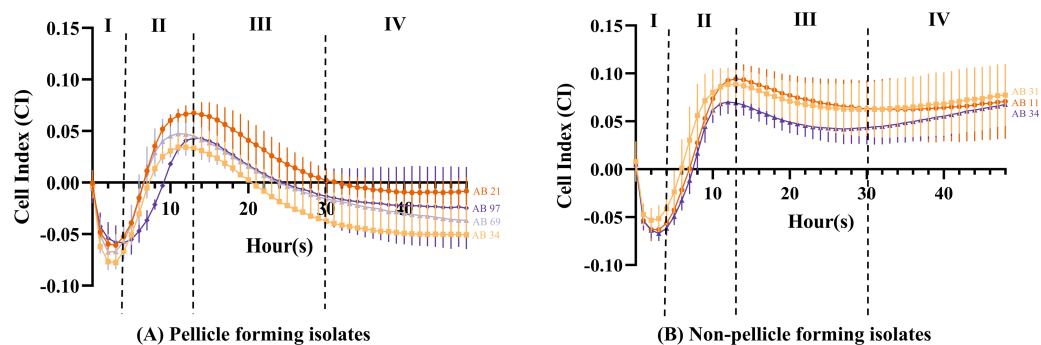 I II III IV
0.15
0.10
0.05
0.00
-0.05
-0.10
Cell Index (CI)
10 20 30 40
Hour(s)
AB 21
AB 97
AB 69
AB 34
(A) Pellicle forming isolates
I II III IV
0.15
0.10
0.05
0.00
-0.05
-0.10
Cell Index (CI)
10 20 30 40
Hour(s)
AB 31
AB 11
AB 34
(B) Non-pellicle forming isolates